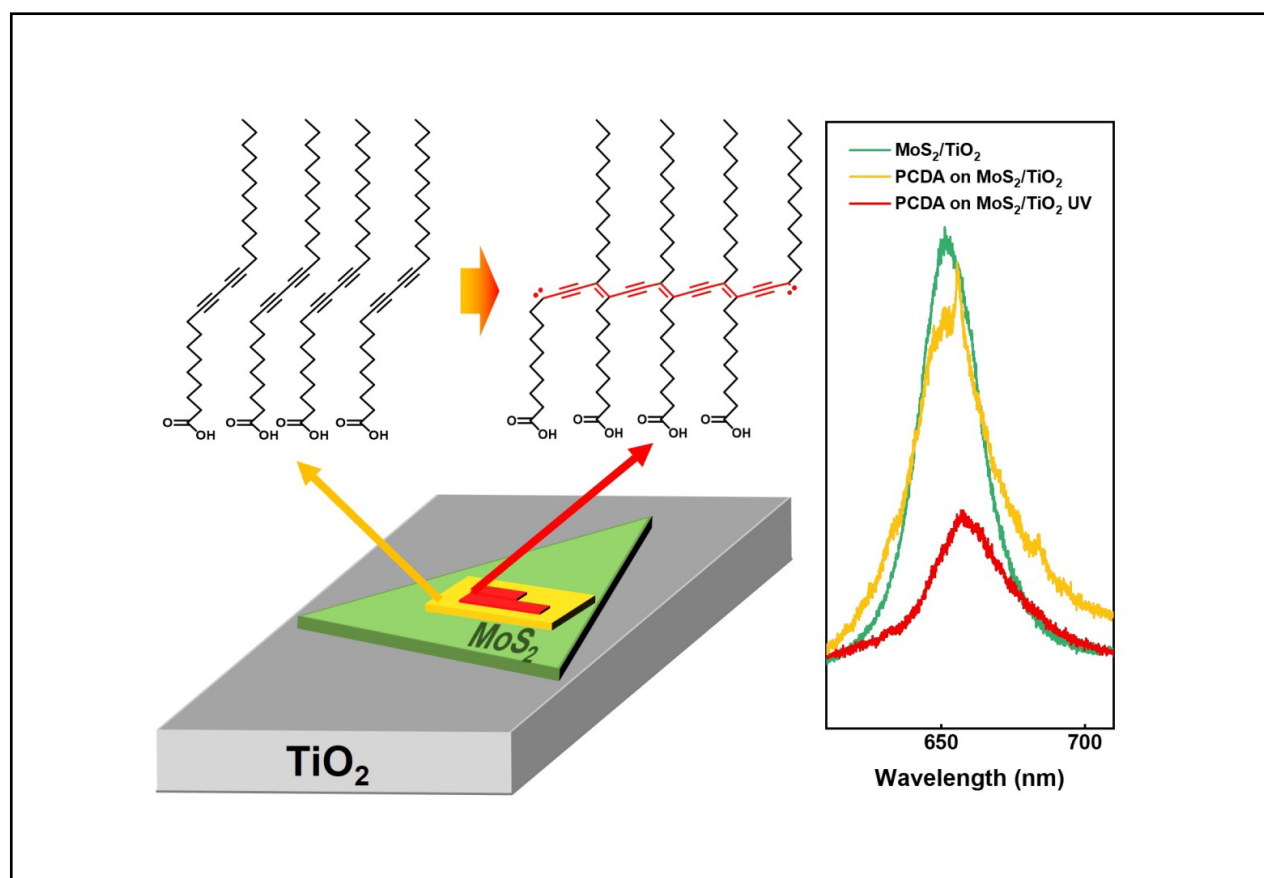 O OH O OH O OH O OH
O OH O OH O OH O OH
MoS₂
TiO₂
MoS₂/TiO₂
PCDA on MoS₂/TiO₂
PCDA on MoS₂/TiO₂ UV
650 700
Wavelength (nm)